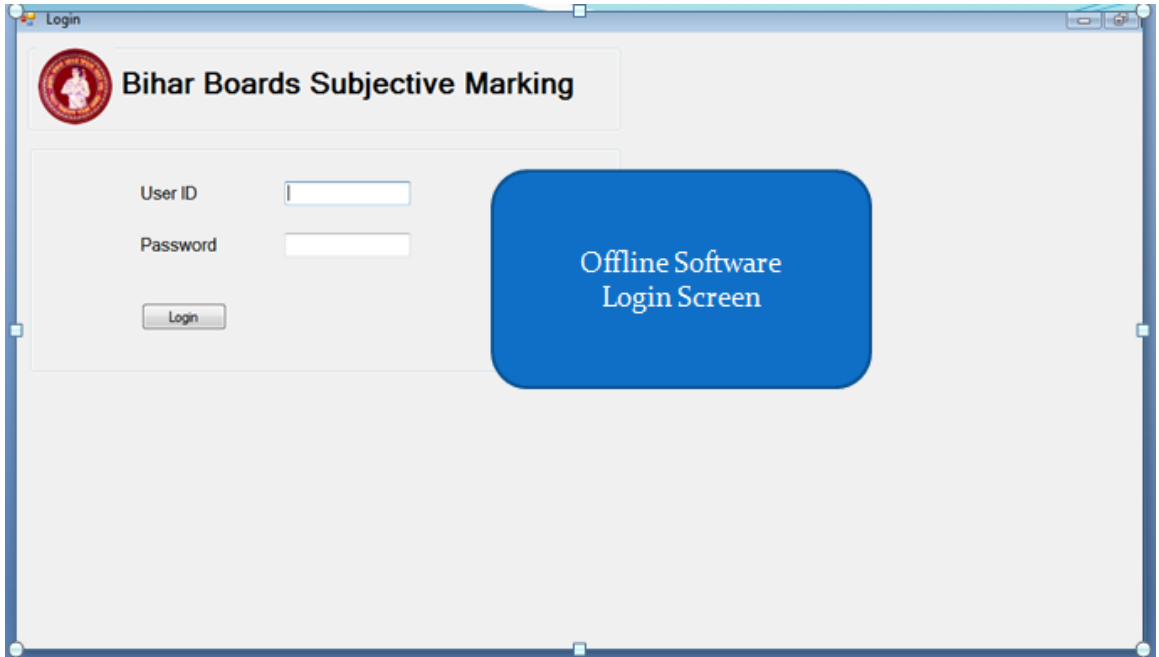 Login
Bihar Boards Subjective Marking
User ID
Password
Login
Offline Software
Login Screen